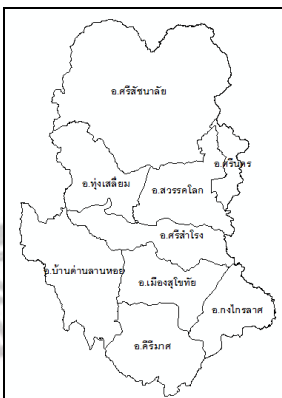 อ.ศรีสัชนาลัย
อ.ศรีนคร
อ.ทุ่งเสลี่ยม
อ.สวรรคโลก
อ.ศรีสำโรง
อ.บ้านด่านลานหอย
อ.เมืองสุโขทัย
อ.กงไกรลาศ
อ.คีรีมาศ